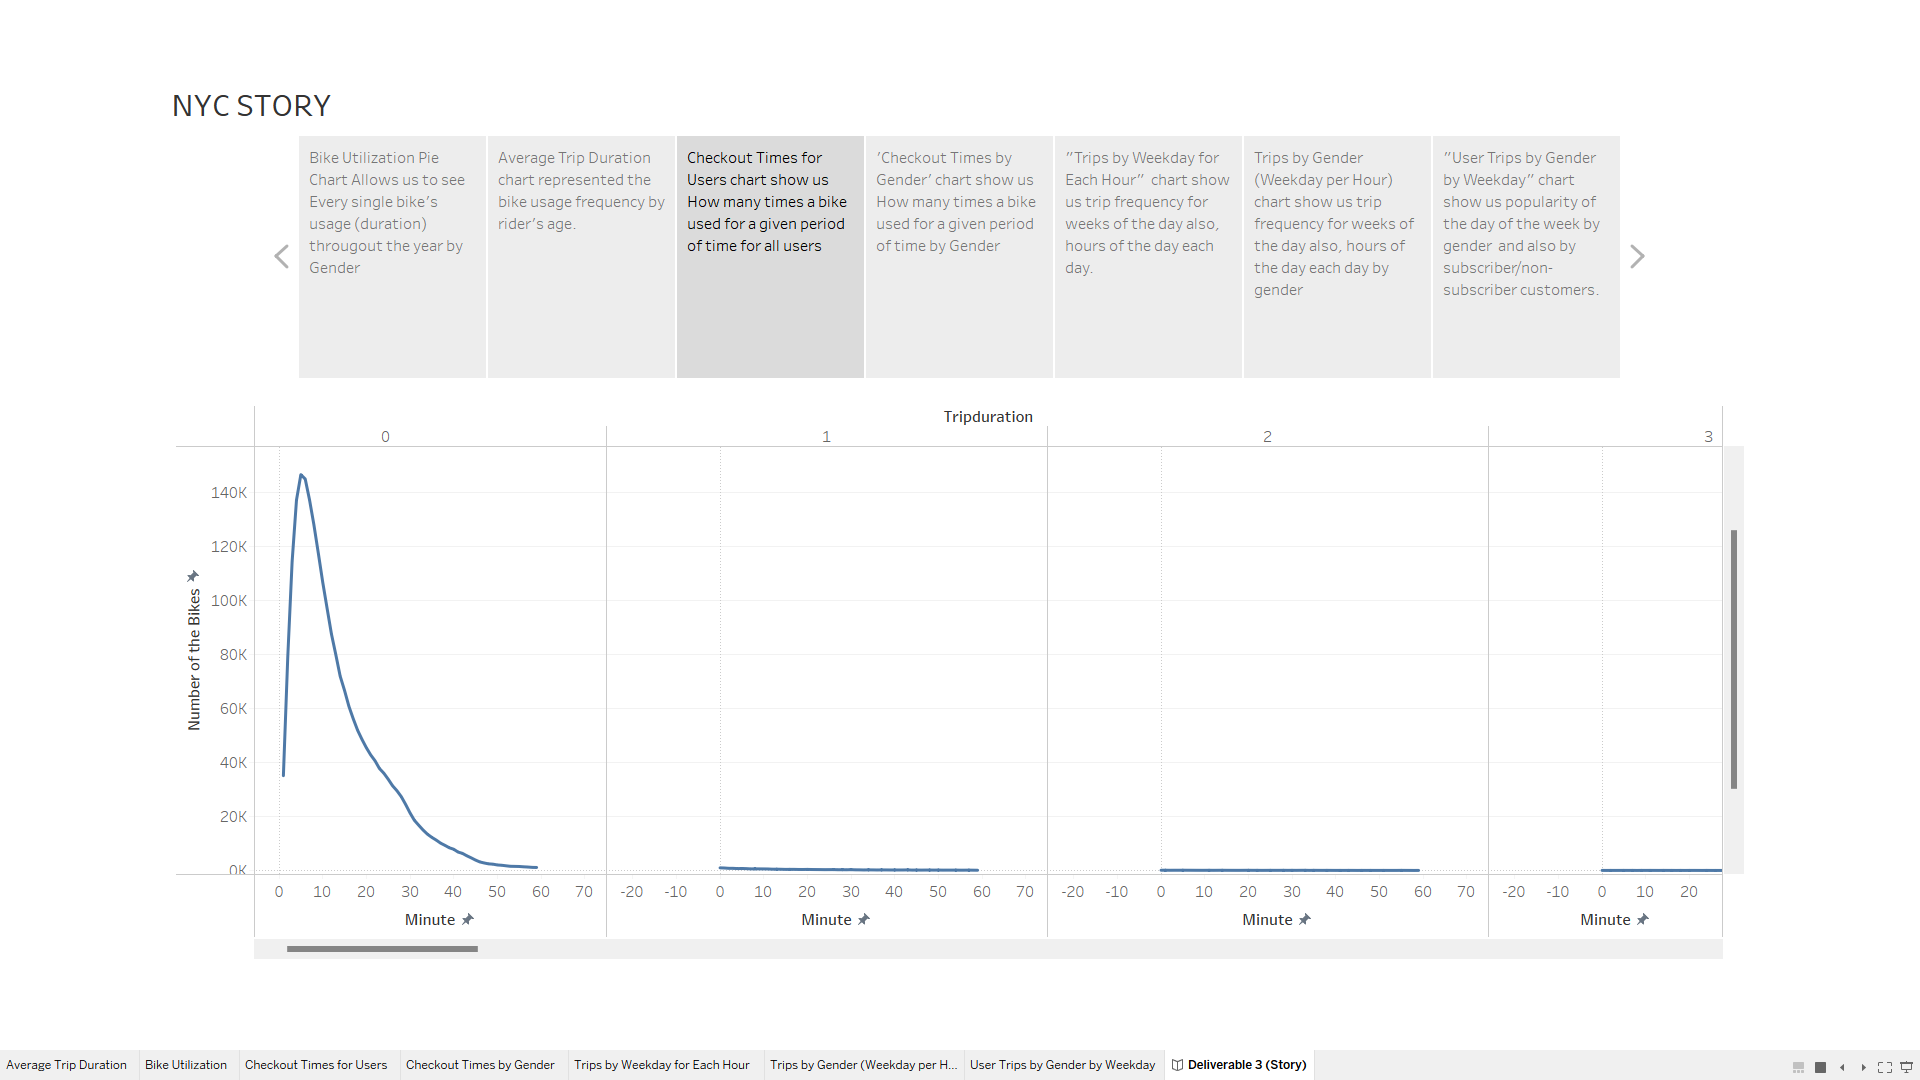 NYC STORY
Bike Utilization Pie
Chart Allows us to see
Every single bike's
usage (duration)
througout the year by
Gender
Average Trip Duration
chart represented the
bike usage frequency by
rider's age.
Checkout Times for
Users chart show us
How many times a bike
used for a given period
of time for all users
'Checkout Times by
Gender' chart show us
How many times a bike
used for a given period
of time by Gender
"Trips by Weekday for
Each Hour" chart show
us trip frequency for
weeks of the day also,
hours of the day each
day.
Trips by Gender
(Weekday per Hour)
chart show us trip
frequency for weeks of
the day also, hours of
the day each day by
gender
"User Trips by Gender
by Weekday" chart
show us popularity of
the day of the week by
gender and also by
subscriber/non-
subscriber customers.
Tripduration
0 1 2 3
Number of the Bikes
140K
120K
100K
80K
60K
40K
20K
0K
0 10 20 30 40 50 60 70 -20 -10 0 10 20 30 40 50 60 70 -20 -10 0 10 20 30 40 50 60 70 -20 -10 0 10 20
Minute Minute Minute Minute
Average Trip Duration Bike Utilization Checkout Times for Users Checkout Times by Gender Trips by Weekday for Each Hour Trips by Gender (Weekday per H... User Trips by Gender by Weekday Deliverable 3 (Story)